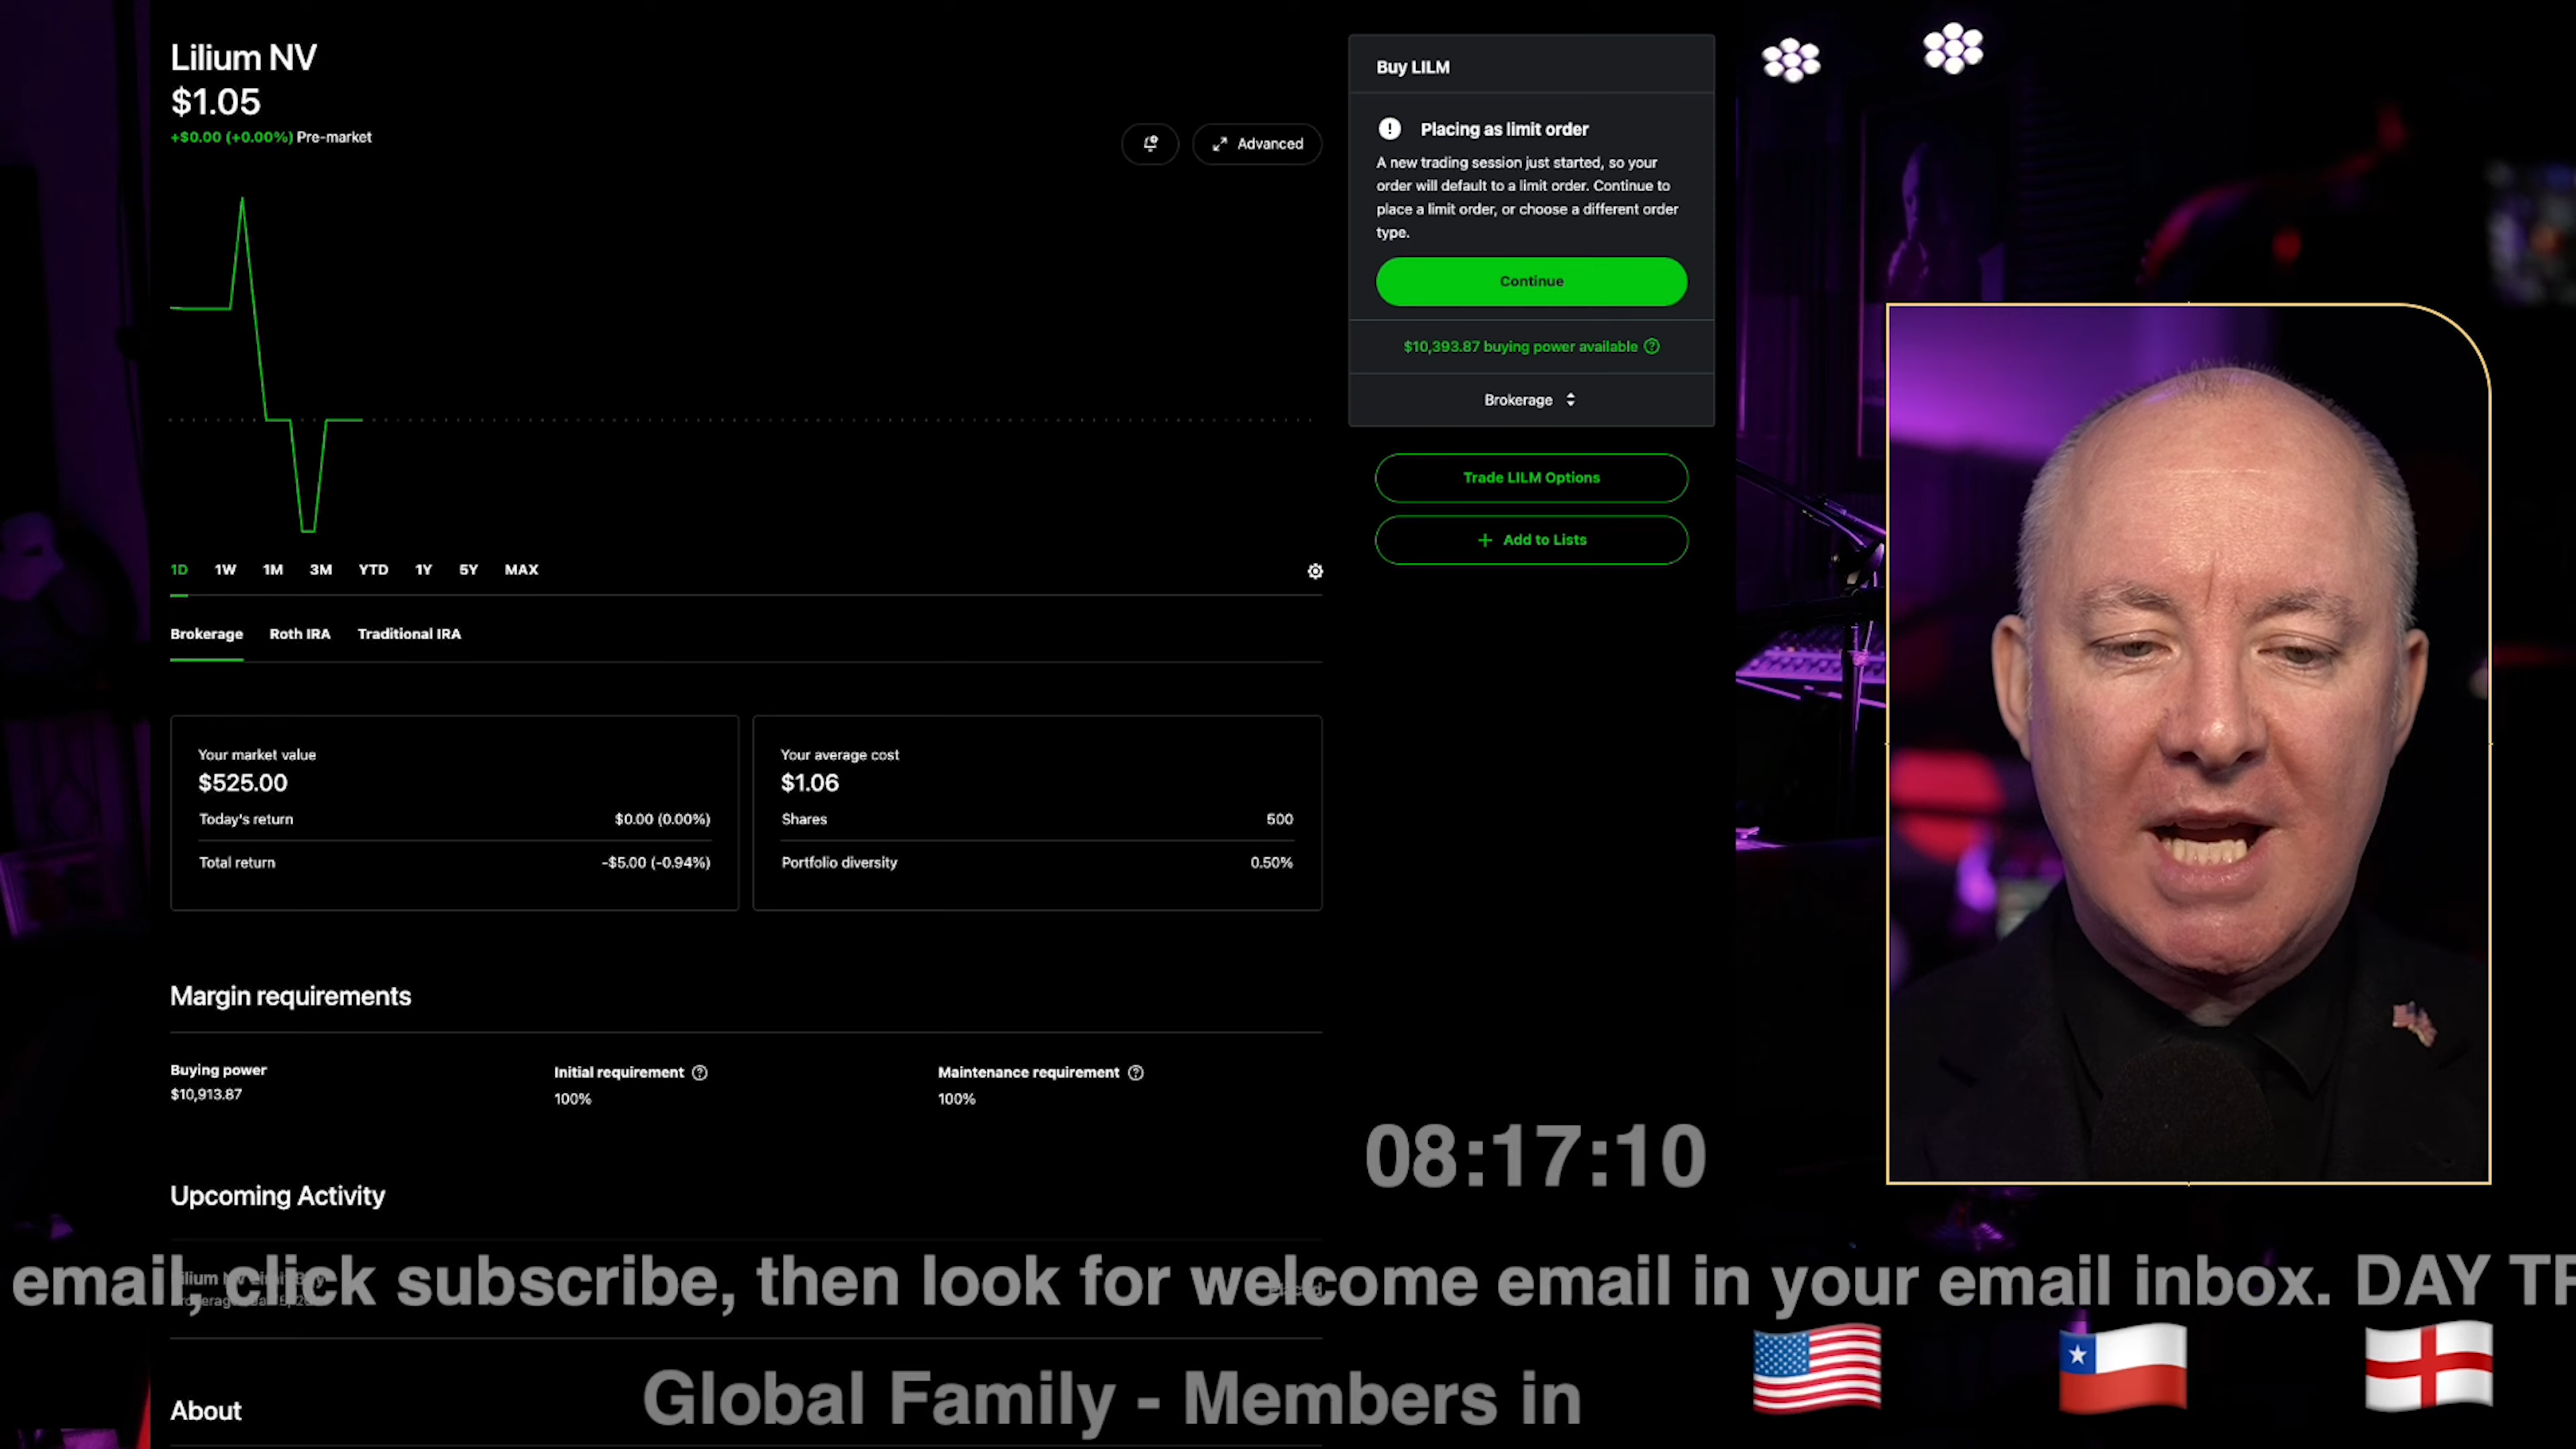 Lilium NV
$1.05
+$0.00 (+0.00%) Pre-market
Advanced
1D 1W 1M 3M YTD 1Y 5Y MAX
Brokerage Roth IRA Traditional IRA
Your market value
$525.00
Today's return $0.00 (0.00%)
Total return -$5.00 (-0.94%)
Your average cost
$1.06
Shares 500
Portfolio diversity 0.50%
Margin requirements
Buying power
$10,913.87
Initial requirement
100%
Maintenance requirement
100%
Upcoming Activity
About
Buy LILM
Placing as limit order
A new trading session just started, so your
order will default to a limit order. Continue to
place a limit order, or choose a different order
type.
Continue
$10,393.87 buying power available
Brokerage
Trade LILM Options
+ Add to Lists
08:17:10
email, click subscribe, then look for welcome email in your email inbox. DAY
Global Family - Members in